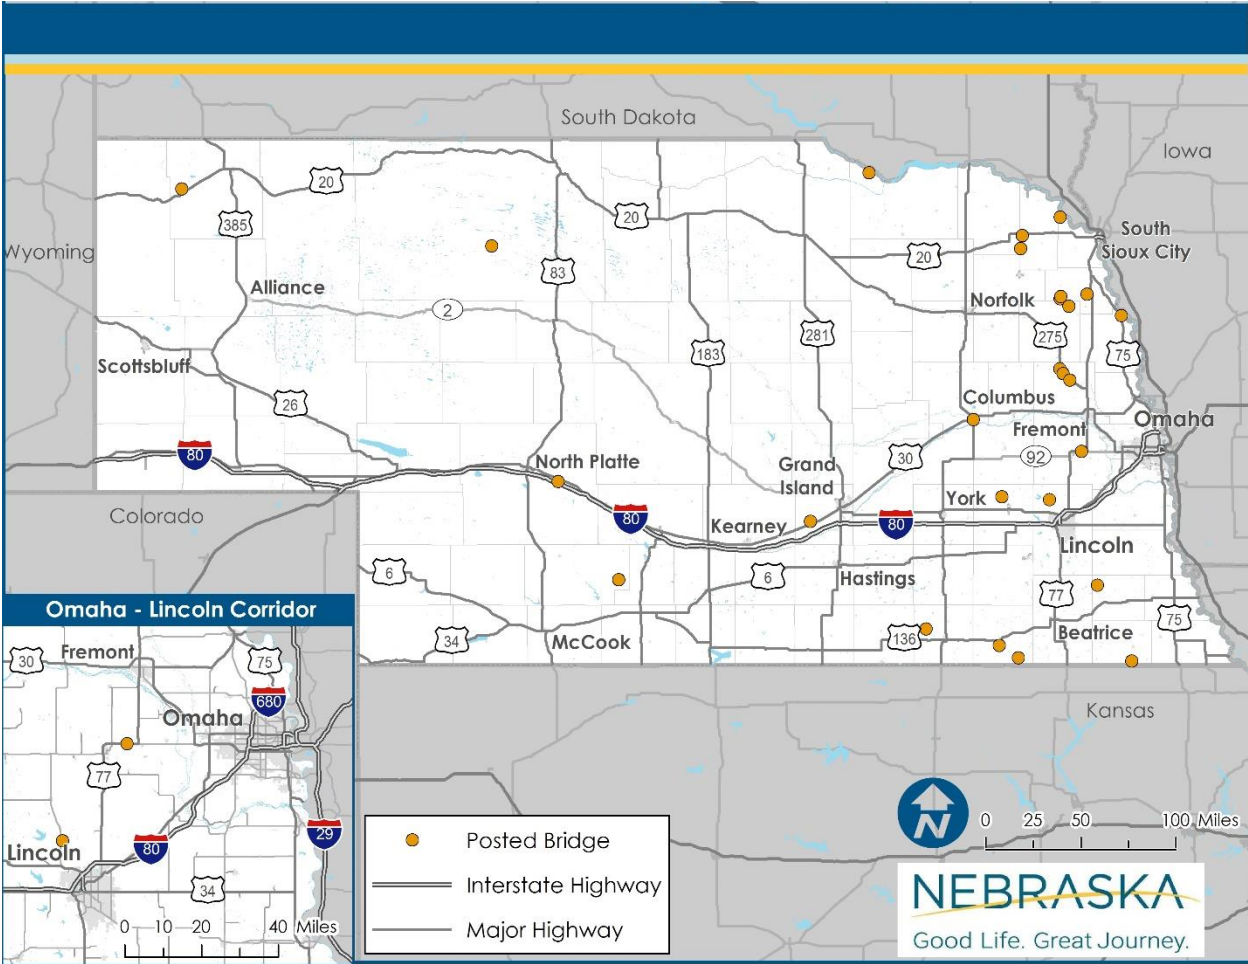 South Dakota
Iowa
20
385
20
South
Sioux City
Wyoming
83
20
Alliance
2
Norfolk
281
275
183
75
Scottsbluff
26
Columbus
Omaha
Fremont
80
North Platte
Grand
Island
30
92
York
Colorado
80
Kearney
80
Lincoln
6
6
Hastings
77
Omaha - Lincoln Corridor
34
McCook
136
Beatrice
75
30
Fremont
75
680
Omaha
Kansas
77
29
80
Lincoln
34
0 10 20 40 Miles
Posted Bridge
Interstate Highway
Major Highway
N
0 25 50 100 Miles
NEBRASKA
Good Life. Great Journey.